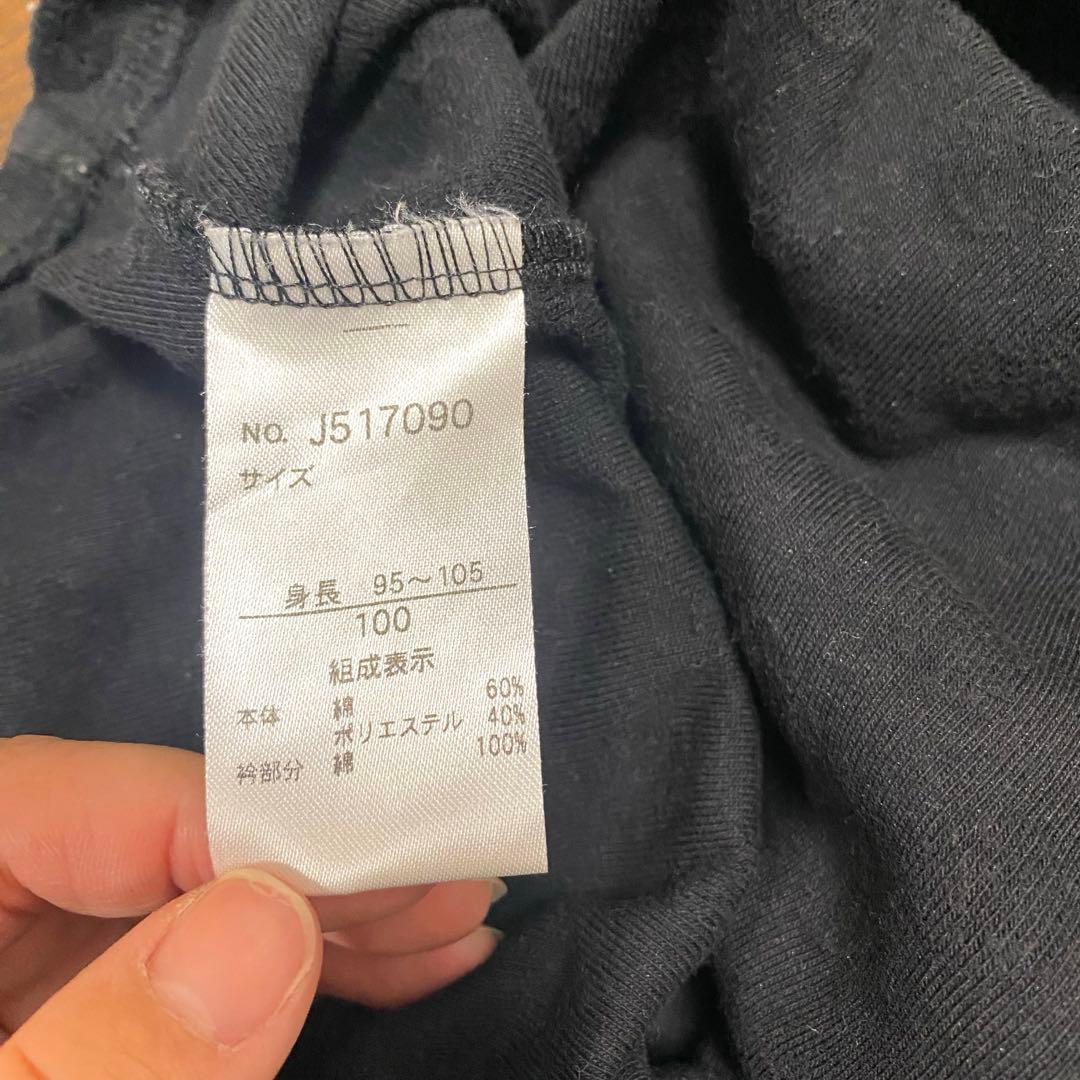 NO. J517090
サイズ
身長 95～105
100
組成表示
本体 綿 60%
ポリエステル 40%
衿部分 綿 100%